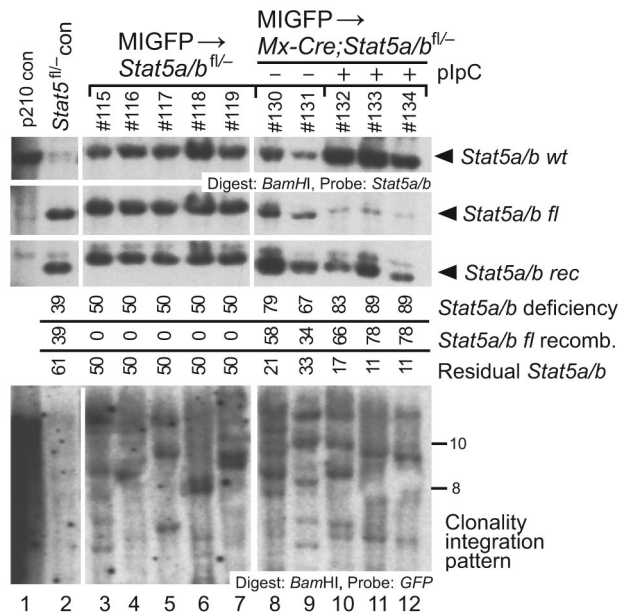 MIGFP → Stat5a/b fl/–
MIGFP → Mx-Cre;Stat5a/b fl/–
pIpC – – + + +
p210 con Stat5 fl/– con #115 #116 #117 #118 #119 #130 #131 #132 #133 #134
Stat5a/b wt
Digest: BamHI, Probe: Stat5a/b
Stat5a/b fl
Stat5a/b rec
39 50 50 50 50 50 79 67 83 89 89 Stat5a/b deficiency
39 0 0 0 0 0 58 34 66 78 78 Stat5a/b fl recomb.
61 50 50 50 50 50 21 33 17 11 11 Residual Stat5a/b
10
8
Clonality
integration
pattern
Digest: BamHI, Probe: GFP
1 2 3 4 5 6 7 8 9 10 11 12